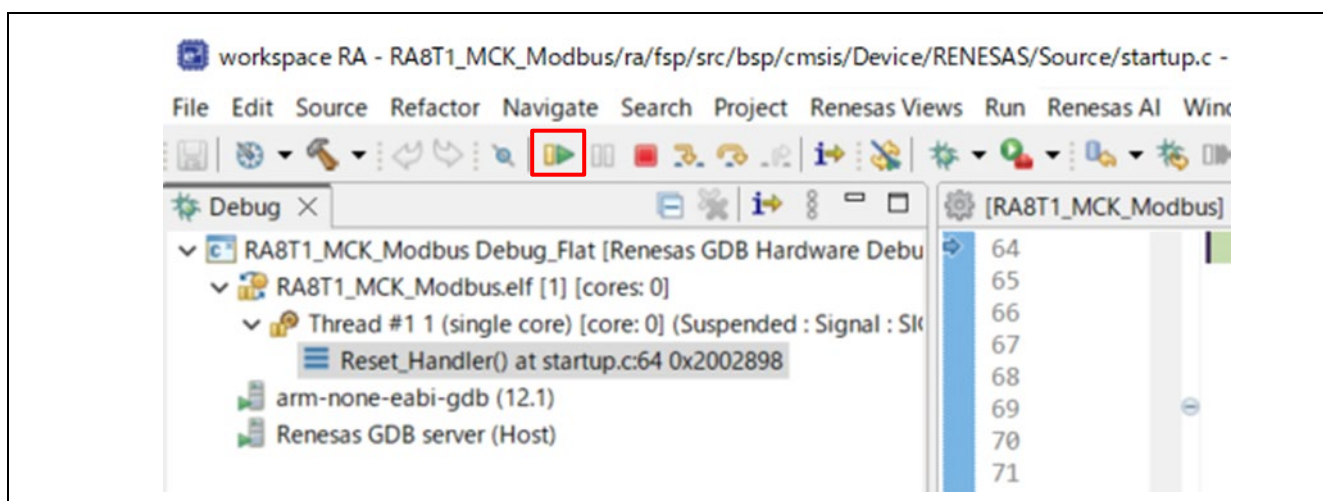 workspace RA - RA8T1_MCK_Modbus/ra/fsp/src/bsp/cmsis/Device/RENESAS/Source/startup.c -
File Edit Source Refactor Navigate Search Project Renesas Views Run Renesas AI Wind
Debug
[RA8T1_MCK_Modbus]
RA8T1_MCK_Modbus Debug_Flat [Renesas GDB Hardware Debu
RA8T1_MCK_Modbus.elf [1] [cores: 0]
Thread #1 1 (single core) [core: 0] (Suspended : Signal : SIG
Reset_Handler() at startup.c:64 0x2002898
arm-none-eabi-gdb (12.1)
Renesas GDB server (Host)
64
65
66
67
68
69
70
71